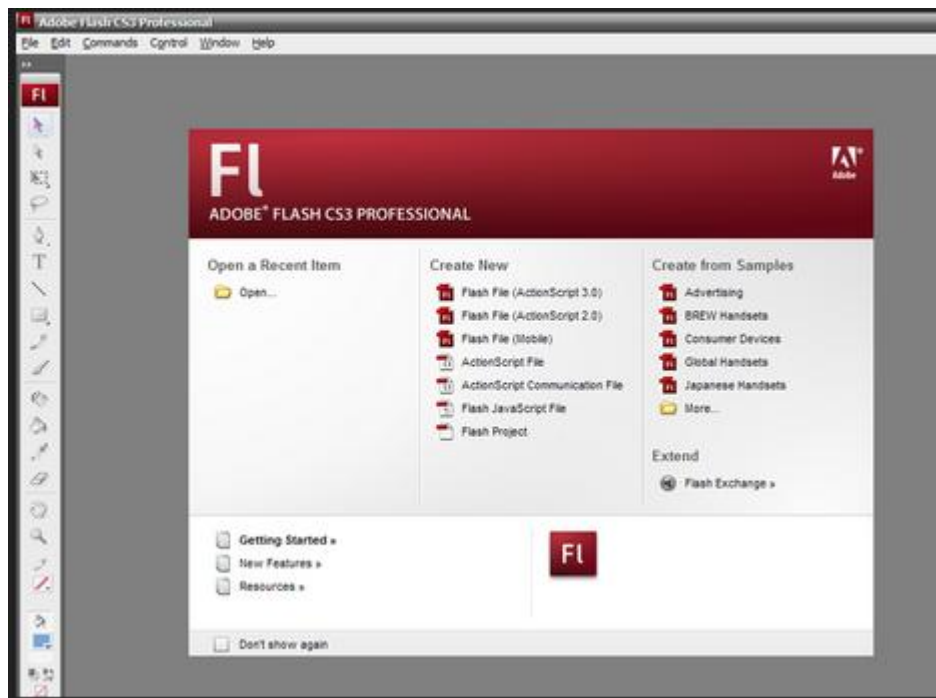 Fl Adobe Flash CS3 Professional
File Edit Commands Control Window Help
Fl
Fl
Adobe
ADOBE® FLASH CS3 PROFESSIONAL
Open a Recent Item
Open...
Create New
Flash File (ActionScript 3.0)
Flash File (ActionScript 2.0)
Flash File (Mobile)
ActionScript File
ActionScript Communication File
Flash JavaScript File
Flash Project
Create from Samples
Advertising
BREW Handsets
Consumer Devices
Global Handsets
Japanese Handsets
More...
Extend
Flash Exchange »
Getting Started »
New Features »
Resources »
Fl
Don't show again